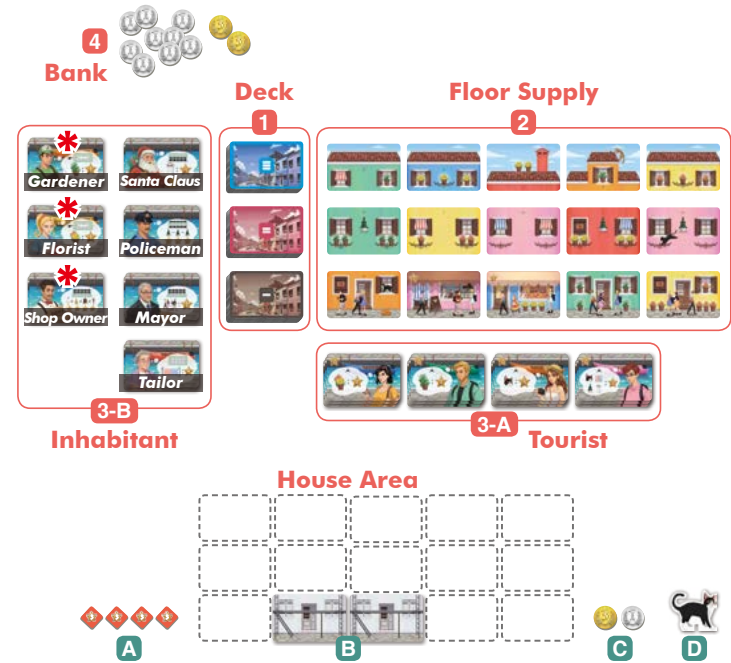 4
Bank
Deck
1
Floor Supply
2
Gardener
Santa Claus
Florist
Policeman
Shop Owner
Mayor
Tailor
3-B
Inhabitant
3-A
Tourist
House Area
A
B
C
D